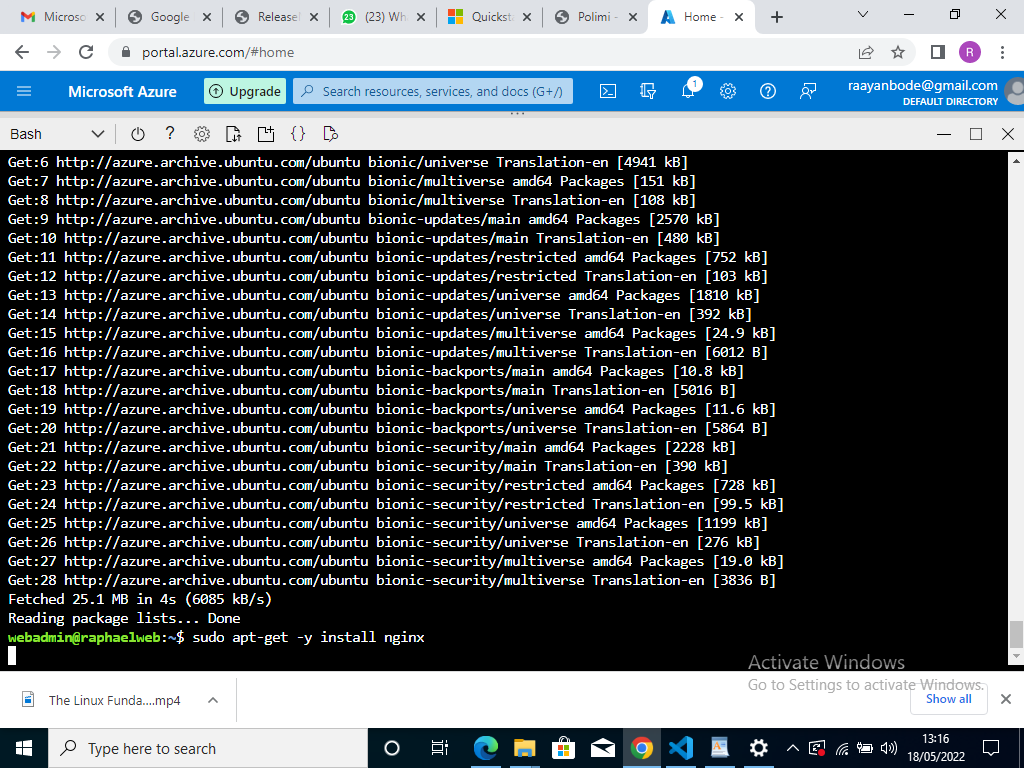 Microso
Google
Release
(23) Wh
Quickst
Polimi -
Home -
portal.azure.com/#home
R
Microsoft Azure
Upgrade
Search resources, services, and docs (G+/)
1
raayanbode@gmail.com
DEFAULT DIRECTORY
Bash
Get:6 http://azure.archive.ubuntu.com/ubuntu bionic/universe Translation-en [4941 kB]
Get:7 http://azure.archive.ubuntu.com/ubuntu bionic/multiverse amd64 Packages [151 kB]
Get:8 http://azure.archive.ubuntu.com/ubuntu bionic/multiverse Translation-en [108 kB]
Get:9 http://azure.archive.ubuntu.com/ubuntu bionic-updates/main amd64 Packages [2570 kB]
Get:10 http://azure.archive.ubuntu.com/ubuntu bionic-updates/main Translation-en [480 kB]
Get:11 http://azure.archive.ubuntu.com/ubuntu bionic-updates/restricted amd64 Packages [752 kB]
Get:12 http://azure.archive.ubuntu.com/ubuntu bionic-updates/restricted Translation-en [103 kB]
Get:13 http://azure.archive.ubuntu.com/ubuntu bionic-updates/universe amd64 Packages [1810 kB]
Get:14 http://azure.archive.ubuntu.com/ubuntu bionic-updates/universe Translation-en [392 kB]
Get:15 http://azure.archive.ubuntu.com/ubuntu bionic-updates/multiverse amd64 Packages [24.9 kB]
Get:16 http://azure.archive.ubuntu.com/ubuntu bionic-updates/multiverse Translation-en [6012 B]
Get:17 http://azure.archive.ubuntu.com/ubuntu bionic-backports/main amd64 Packages [10.8 kB]
Get:18 http://azure.archive.ubuntu.com/ubuntu bionic-backports/main Translation-en [5016 B]
Get:19 http://azure.archive.ubuntu.com/ubuntu bionic-backports/universe amd64 Packages [11.6 kB]
Get:20 http://azure.archive.ubuntu.com/ubuntu bionic-backports/universe Translation-en [5864 B]
Get:21 http://azure.archive.ubuntu.com/ubuntu bionic-security/main amd64 Packages [2228 kB]
Get:22 http://azure.archive.ubuntu.com/ubuntu bionic-security/main Translation-en [390 kB]
Get:23 http://azure.archive.ubuntu.com/ubuntu bionic-security/restricted amd64 Packages [728 kB]
Get:24 http://azure.archive.ubuntu.com/ubuntu bionic-security/restricted Translation-en [99.5 kB]
Get:25 http://azure.archive.ubuntu.com/ubuntu bionic-security/universe amd64 Packages [1199 kB]
Get:26 http://azure.archive.ubuntu.com/ubuntu bionic-security/universe Translation-en [276 kB]
Get:27 http://azure.archive.ubuntu.com/ubuntu bionic-security/multiverse amd64 Packages [19.0 kB]
Get:28 http://azure.archive.ubuntu.com/ubuntu bionic-security/multiverse Translation-en [3836 B]
Fetched 25.1 MB in 4s (6085 kB/s)
Reading package lists... Done
webadmin@raphaelweb:~$ sudo apt-get -y install nginx
Activate Windows
Go to Settings to activate Windows.
The Linux Funda....mp4
Show all
Type here to search
13:16
18/05/2022